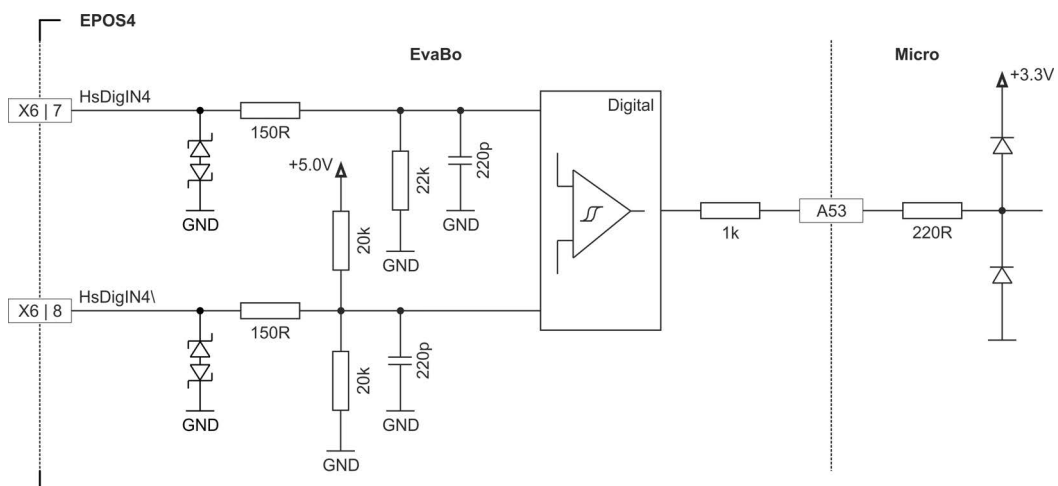 EPOS4
EvaBo
Micro
+3.3V
X6 | 7
HsDigIN4
Digital
150R
22k
220p
GND
GND
GND
+5.0V
20k
1k
A53
220R
X6 | 8
HsDigIN4\
150R
20k
220p
GND
GND
GND